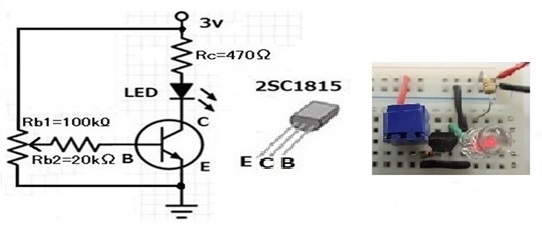 3v
Rc=470Ω
LED
2SC1815
C
Rb1=100kΩ
Rb2=20kΩ
B
E
E C B